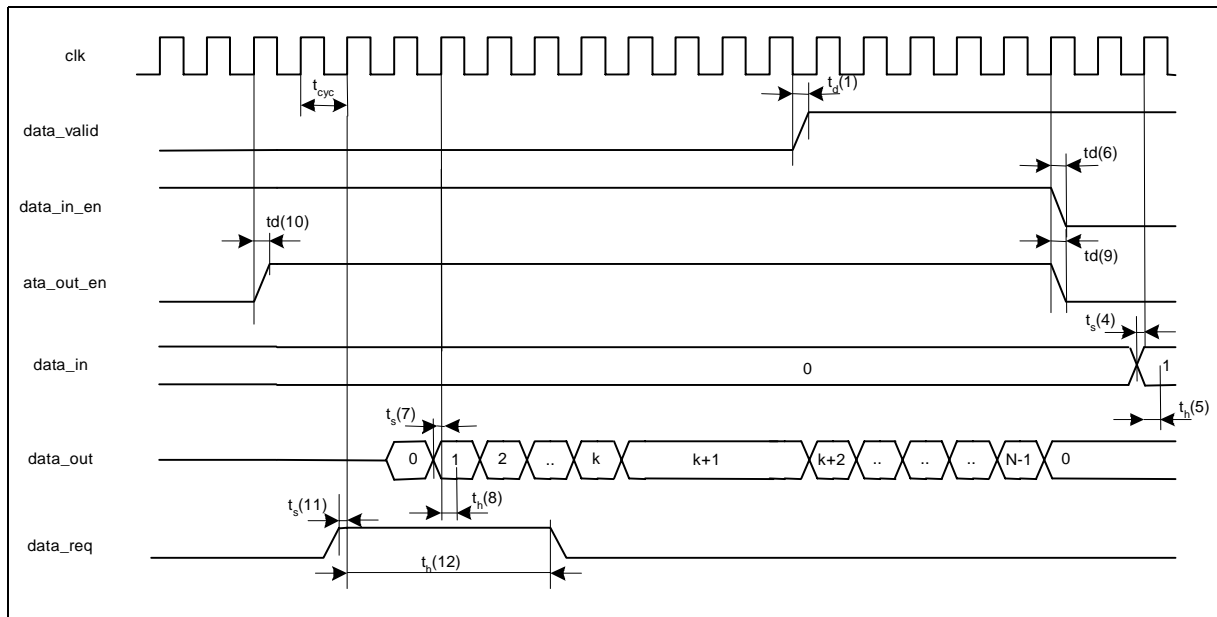 clk
t_cyc
t_d(1)
data_valid
td(6)
data_in_en
td(10)
td(9)
ata_out_en
t_s(4)
data_in
0
1
t_h(5)
t_s(7)
data_out
0 1 2 .. k k+1 k+2 .. .. .. N-1 0
t_h(8)
t_s(11)
data_req
t_h(12)